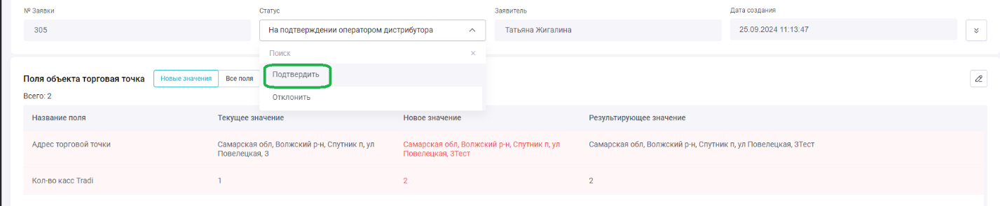 № Заявки
Статус
Заявитель
Дата создания
305
На подтверждении оператором дистрибутора
Татьяна Жигалина
25.09.2024 11:13:47
Поиск
Подтвердить
Отклонить
Поля объекта торговая точка
Новые значения
Все поля
Всего: 2
Название поля
Текущее значение
Новое значение
Результирующее значение
Адрес торговой точки
Самарская обл, Волжский р-н, Спутник п, ул
Повелецкая, 3
Самарская обл, Волжский р-н, Спутник п, ул
Повелецкая, 3Тест
Самарская обл, Волжский р-н, Спутник п, ул Повелецкая, 3Тест
Кол-во касс Tradi
1
2
2